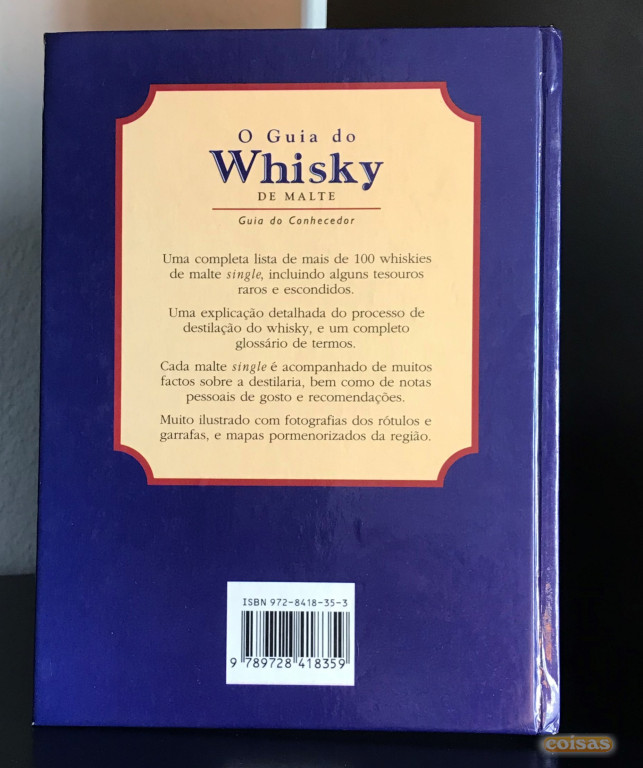 O Guia do
Whisky
DE MALTE
Guia do Conhecedor
Uma completa lista de mais de 100 whiskies
de malte single, incluindo alguns tesouros
raros e escondidos.
Uma explicação detalhada do processo de
destilação do whisky, e um completo
glossário de termos.
Cada malte single é acompanhado de muitos
factos sobre a destilaria, bem como de notas
pessoais de gosto e recomendações.
Muito ilustrado com fotografias dos rótulos e
garrafas, e mapas pormenorizados da região.
ISBN 972-8418-35-3
9 789728 418359
coisas